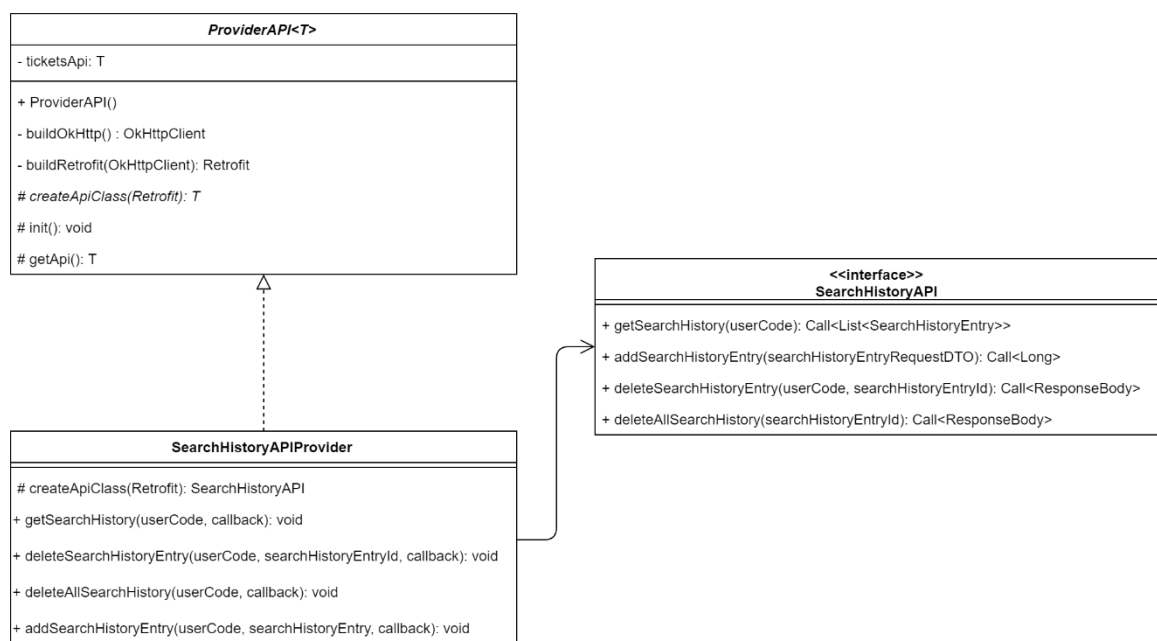 ProviderAPI<T>
- ticketsApi: T
+ ProviderAPI()
- buildOkHttp() : OkHttpClient
- buildRetrofit(OkHttpClient): Retrofit
# createApiClass(Retrofit): T
# init(): void
# getApi(): T
<<interface>>
SearchHistoryAPI
+ getSearchHistory(userCode): Call<List<SearchHistoryEntry>>
+ addSearchHistoryEntry(searchHistoryEntryRequestDTO): Call<Long>
+ deleteSearchHistoryEntry(userCode, searchHistoryEntryId): Call<ResponseBody>
+ deleteAllSearchHistory(searchHistoryEntryId): Call<ResponseBody>
SearchHistoryAPIProvider
# createApiClass(Retrofit): SearchHistoryAPI
+ getSearchHistory(userCode, callback): void
+ deleteSearchHistoryEntry(userCode, searchHistoryEntryId, callback): void
+ deleteAllSearchHistory(userCode, callback): void
+ addSearchHistoryEntry(userCode, searchHistoryEntry, callback): void